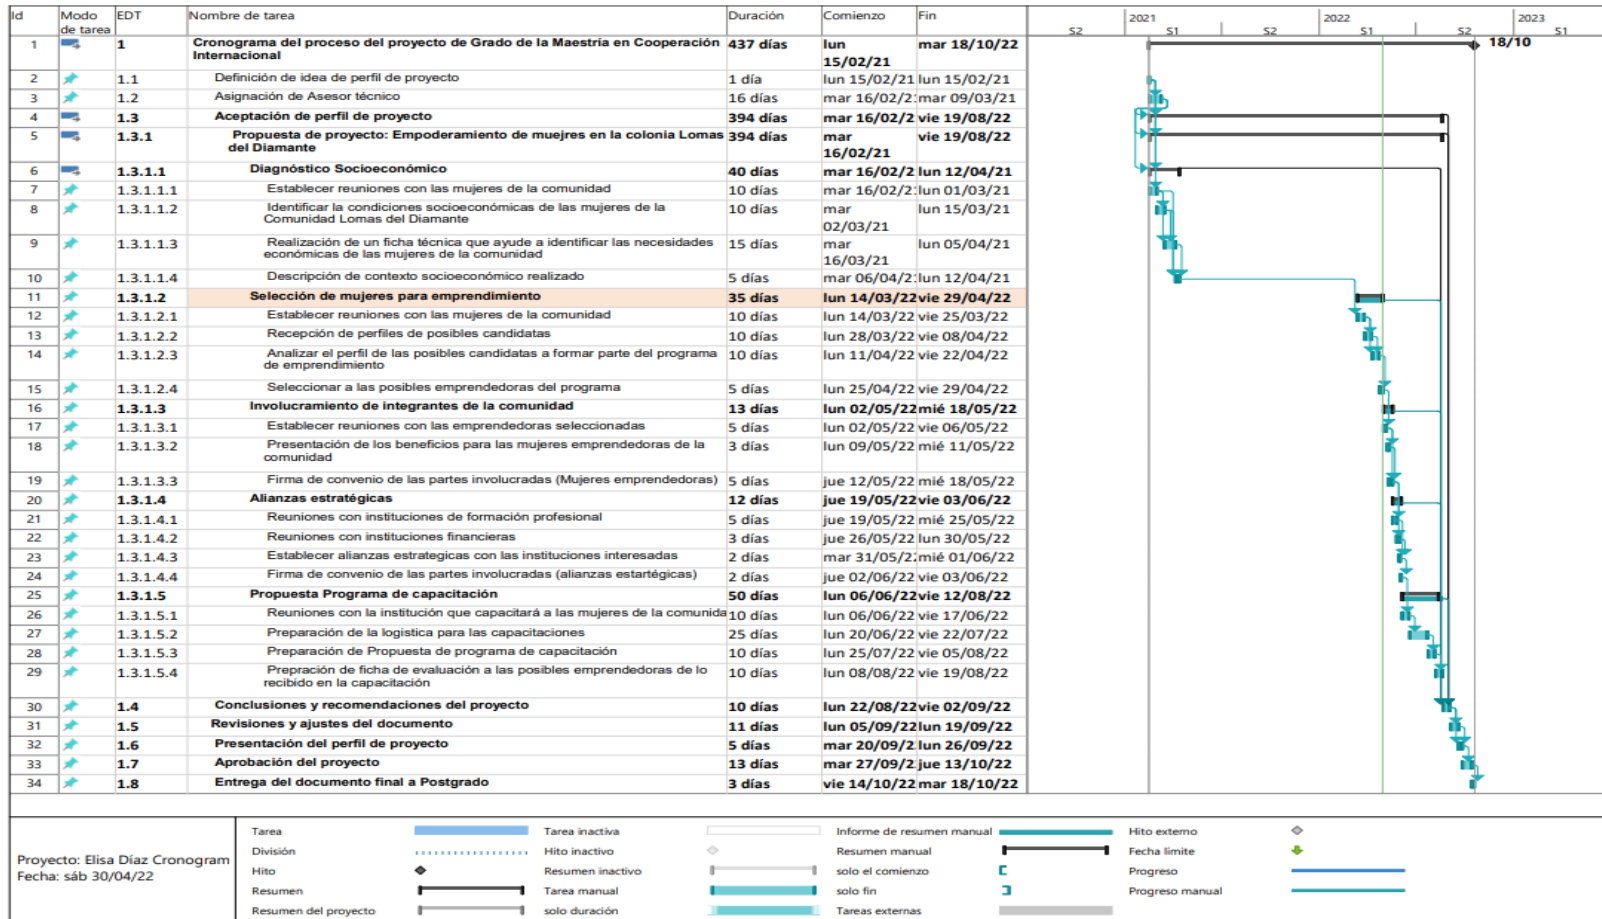 Id Modo de tarea EDT Nombre de tarea Duración Comienzo Fin
2021 2022 2023
S2 S1 S2 S1 S2 S1
1 1 Cronograma del proceso del proyecto de Grado de la Maestría en Cooperación Internacional 437 días lun 15/02/21 mar 18/10/22
18/10
2 1.1 Definición de idea de perfil de proyecto 1 día lun 15/02/21 lun 15/02/21
3 1.2 Asignación de Asesor técnico 16 días mar 16/02/2 mar 09/03/21
4 1.3 Aceptación de perfil de proyecto 394 días mar 16/02/2 vie 19/08/22
5 1.3.1 Propuesta de proyecto: Empoderamiento de muejres en la colonia Lomas del Diamante 394 días mar 16/02/21 vie 19/08/22
6 1.3.1.1 Diagnóstico Socioeconómico 40 días mar 16/02/2 lun 12/04/21
7 1.3.1.1.1 Establecer reuniones con las mujeres de la comunidad 10 días mar 16/02/2 lun 01/03/21
8 1.3.1.1.2 Identificar la condiciones socioeconómicas de las mujeres de la Comunidad Lomas del Diamante 10 días mar 02/03/21 lun 15/03/21
9 1.3.1.1.3 Realización de un ficha técnica que ayude a identificar las necesidades económicas de las mujeres de la comunidad 15 días mar 16/03/21 lun 05/04/21
10 1.3.1.1.4 Descripción de contexto socioeconómico realizado 5 días mar 06/04/2 lun 12/04/21
11 1.3.1.2 Selección de mujeres para emprendimiento 35 días lun 14/03/22 vie 29/04/22
12 1.3.1.2.1 Establecer reuniones con las mujeres de la comunidad 10 días lun 14/03/22 vie 25/03/22
13 1.3.1.2.2 Recepción de perfiles de posibles candidatas 10 días lun 28/03/22 vie 08/04/22
14 1.3.1.2.3 Analizar el perfil de las posibles candidatas a formar parte del programa de emprendimiento 10 días lun 11/04/22 vie 22/04/22
15 1.3.1.2.4 Seleccionar a las posibles emprendedoras del programa 5 días lun 25/04/22 vie 29/04/22
16 1.3.1.3 Involucramiento de integrantes de la comunidad 13 días lun 02/05/22 mié 18/05/22
17 1.3.1.3.1 Establecer reuniones con las emprendedoras seleccionadas 5 días lun 02/05/22 vie 06/05/22
18 1.3.1.3.2 Presentación de los beneficios para las mujeres emprendedoras de la comunidad 3 días lun 09/05/22 mié 11/05/22
19 1.3.1.3.3 Firma de convenio de las partes involucradas (Mujeres emprendedoras) 5 días jue 12/05/22 mié 18/05/22
20 1.3.1.4 Alianzas estratégicas 12 días jue 19/05/22 vie 03/06/22
21 1.3.1.4.1 Reuniones con instituciones de formación profesional 5 días jue 19/05/22 mié 25/05/22
22 1.3.1.4.2 Reuniones con instituciones financieras 3 días jue 26/05/22 lun 30/05/22
23 1.3.1.4.3 Establecer alianzas estrategicas con las instituciones interesadas 2 días mar 31/05/2 mié 01/06/22
24 1.3.1.4.4 Firma de convenio de las partes involucradas (alianzas estartégicas) 2 días jue 02/06/22 vie 03/06/22
25 1.3.1.5 Propuesta Programa de capacitación 50 días lun 06/06/22 vie 12/08/22
26 1.3.1.5.1 Reuniones con la institución que capacitará a las mujeres de la comunida 10 días lun 06/06/22 vie 17/06/22
27 1.3.1.5.2 Preparación de la logistica para las capacitaciones 25 días lun 20/06/22 vie 22/07/22
28 1.3.1.5.3 Preparación de Propuesta de programa de capacitación 10 días lun 25/07/22 vie 05/08/22
29 1.3.1.5.4 Prepración de ficha de evaluación a las posibles emprendedoras de lo recibido en la capacitación 10 días lun 08/08/22 vie 19/08/22
30 1.4 Conclusiones y recomendaciones del proyecto 10 días lun 22/08/22 vie 02/09/22
31 1.5 Revisiones y ajustes del documento 11 días lun 05/09/22 lun 19/09/22
32 1.6 Presentación del perfil de proyecto 5 días mar 20/09/2 lun 26/09/22
33 1.7 Aprobación del proyecto 13 días mar 27/09/2 jue 13/10/22
34 1.8 Entrega del documento final a Postgrado 3 días vie 14/10/22 mar 18/10/22
Proyecto: Elisa Díaz Cronogram
Fecha: sáb 30/04/22
Tarea Tarea inactiva Informe de resumen manual Hito externo
División Hito inactivo Resumen manual Fecha límite
Hito Resumen inactivo solo el comienzo Progreso
Resumen Tarea manual solo fin Progreso manual
Resumen del proyecto solo duración Tareas externas